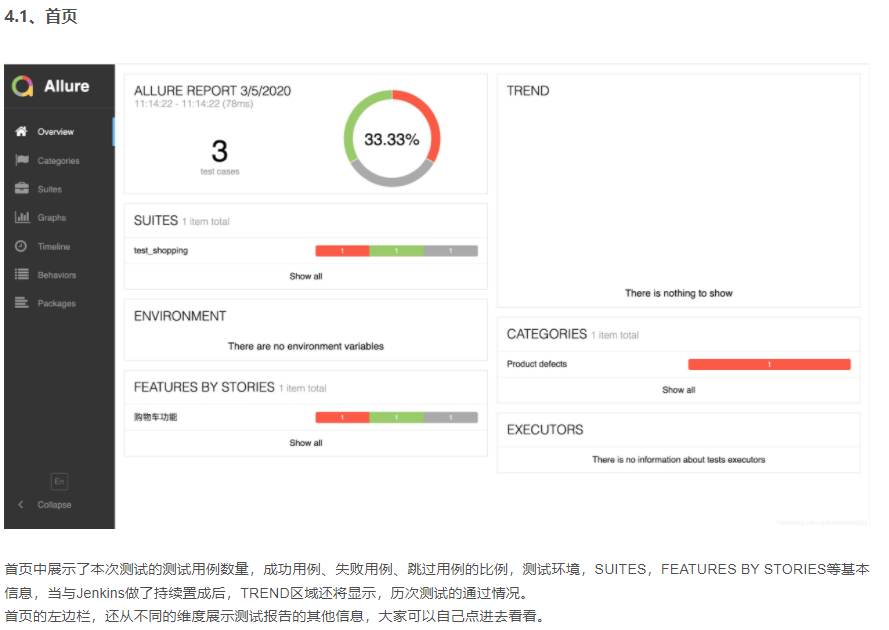 4.1、首页
Allure
Overview
Categories
Suites
Graphs
Timeline
Behaviors
Packages
En
Collapse
ALLURE REPORT 3/5/2020
11:14:22 - 11:14:22 (78ms)
3
test cases
33.33%
SUITES 1 item total
test_shopping 1 1 1
Show all
ENVIRONMENT
There are no environment variables
FEATURES BY STORIES 1 item total
购物车功能 1 1 1
Show all
TREND
There is nothing to show
CATEGORIES 1 item total
Product defects 1
Show all
EXECUTORS
There is no information about tests executors
首页中展示了本次测试的测试用例数量，成功用例、失败用例、跳过用例的比例，测试环境，SUITES，FEATURES BY STORIES等基本
信息，当与Jenkins做了持续置成后，TREND区域还将显示，历次测试的通过情况。
首页的左边栏，还从不同的维度展示测试报告的其他信息，大家可以自己点进去看看。